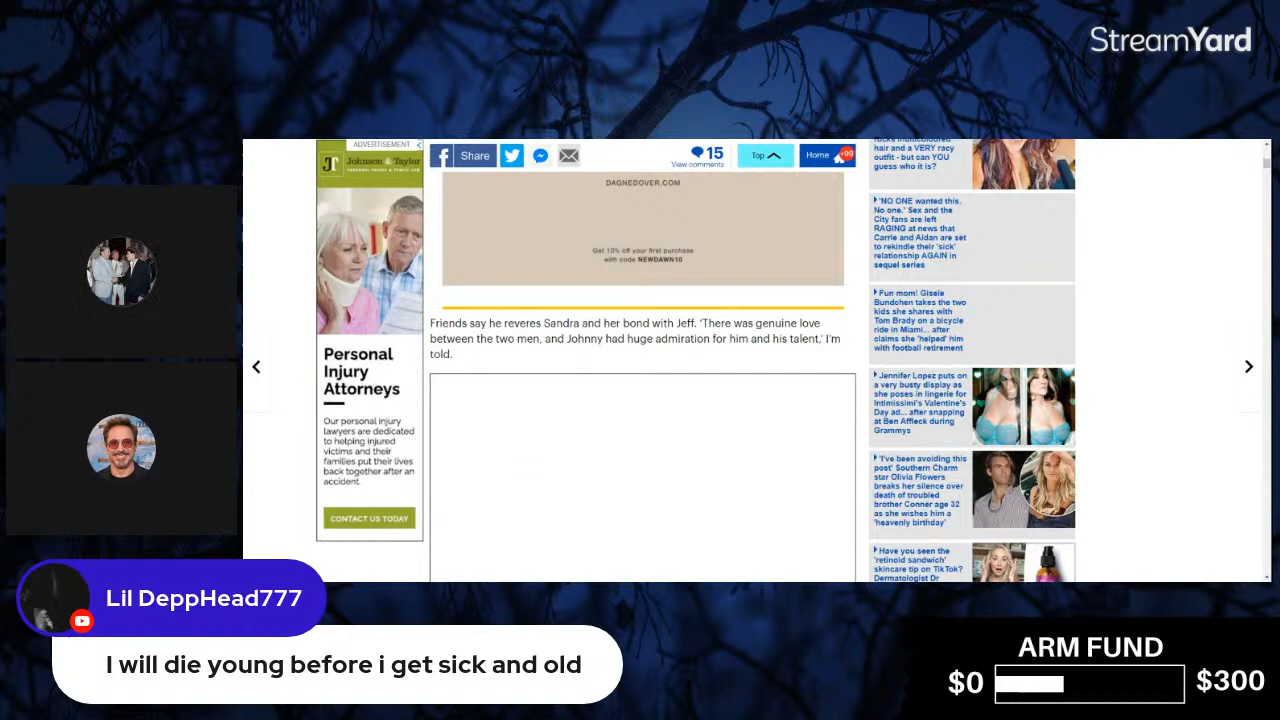 StreamYard
ADVERTISEMENT
JT Johnson & Taylor
f Share
15
View comments
Top
Home +99
DAGNEDOVER.COM
Get 10% off your first purchase
with code NEWDAWN10
Friends say he reveres Sandra and her bond with Jeff. 'There was genuine love
between the two men, and Johnny had huge admiration for him and his talent,' I'm
told.
Personal
Injury
Attorneys
Our personal injury
lawyers are dedicated
to helping injured
victims and their
families put their lives
back together after an
accident.
CONTACT US TODAY
hair and a VERY racy
outfit - but can YOU
guess who it is?
'NO ONE wanted this.
No one.' Sex and the
City fans are left
RAGING at news that
Carrie and Aidan are set
to rekindle their 'sick'
relationship AGAIN in
sequel series
Fun mom! Gisele
Bundchen takes the two
kids she shares with
Tom Brady on a bicycle
ride in Miami... after
claims she 'helped' him
with football retirement
Jennifer Lopez puts on
a very busty display as
she poses in lingerie for
Intimissimi's Valentine's
Day ad... after snapping
at Ben Affleck during
Grammys
'I've been avoiding this
post' Southern Charm
star Olivia Flowers
breaks her silence over
death of troubled
brother Conner age 32
as she wishes him a
'heavenly birthday'
Have you seen the
'retinoid sandwich'
skincare tip on TikTok?
Dermatologist Dr
Lil DeppHead777
I will die young before i get sick and old
ARM FUND
$0
$300